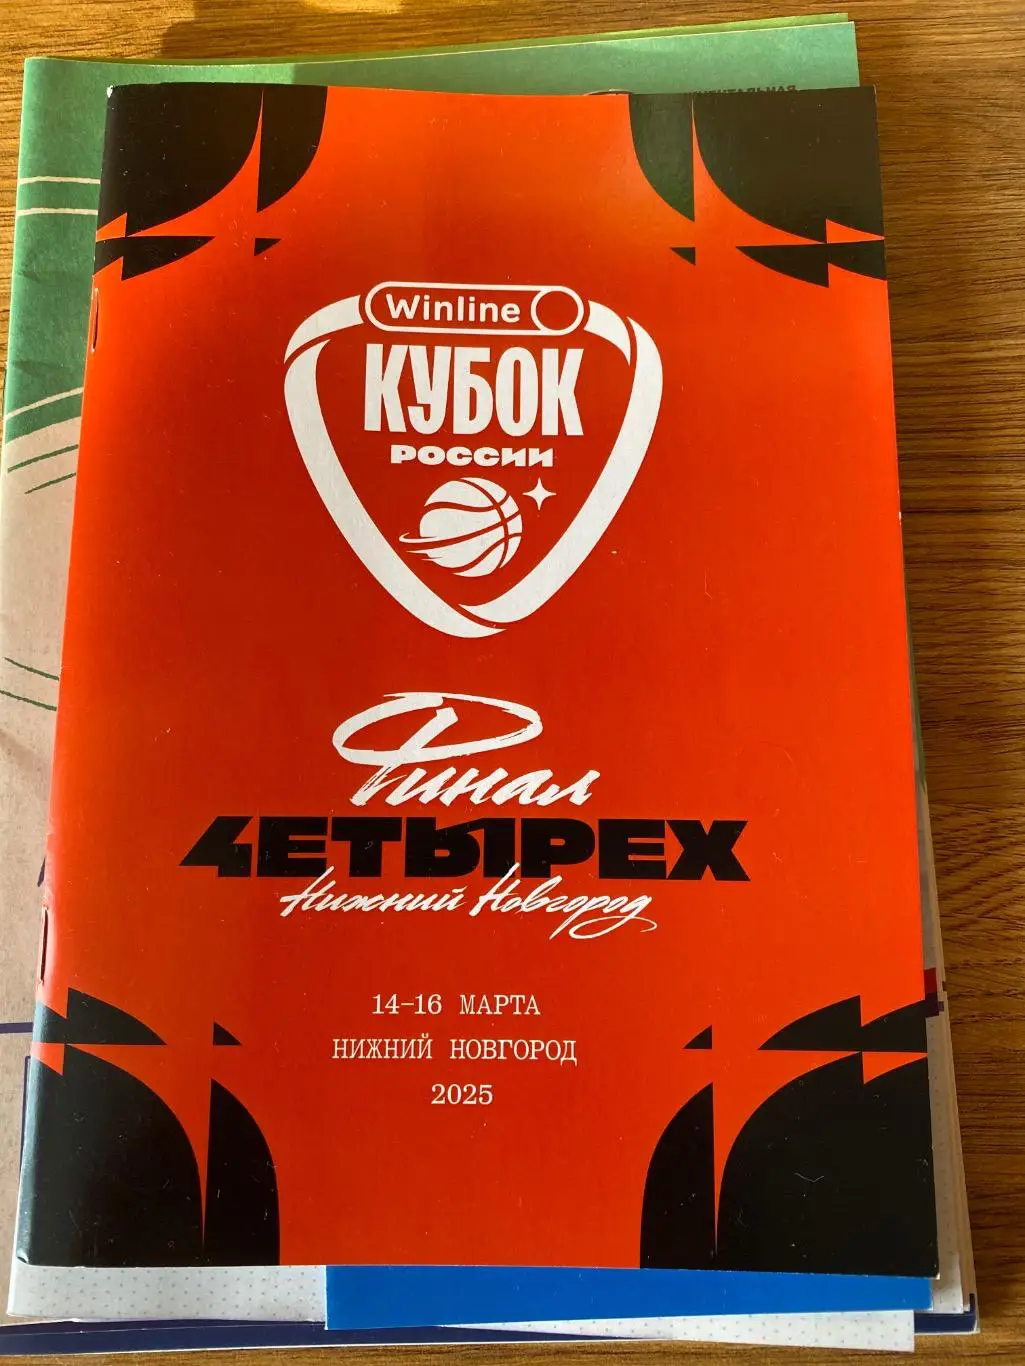 Winline
КУБОК
РОССИИ
Финал
4ЕТЫРЕХ
Нижний Новгород
14-16 МАРТА
НИЖНИЙ НОВГОРОД
2025